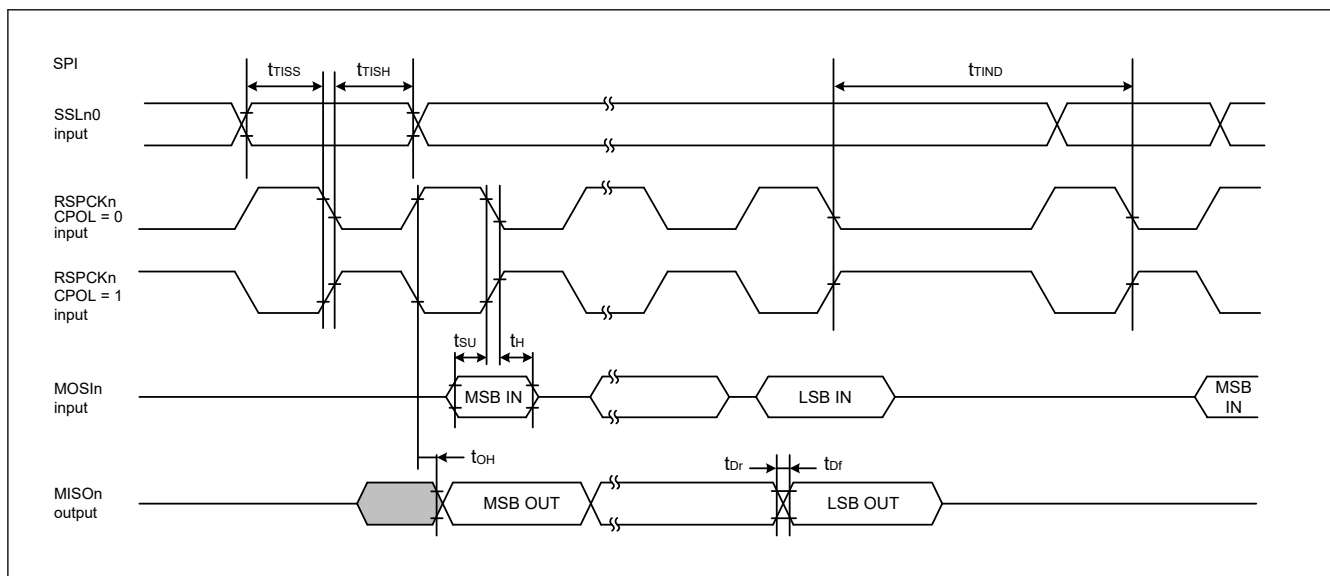 SPI
tTISS
tTISH
tTIND
SSLn0
input
RSPCKn
CPOL = 0
input
RSPCKn
CPOL = 1
input
tSU
tH
MOSIn
input
MSB IN
LSB IN
MSB
IN
tOH
tDr
tDf
MISOn
output
MSB OUT
LSB OUT